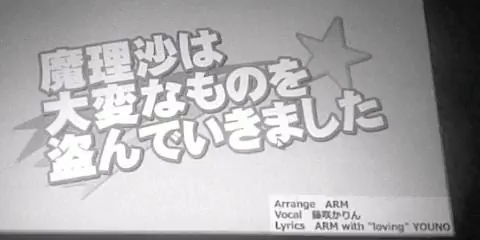 魔理沙は
大変なものを
盗んでいきました
Arrange ARM
Vocal 藤咲かりん
Lyrics ARM with "loving" YOUNO